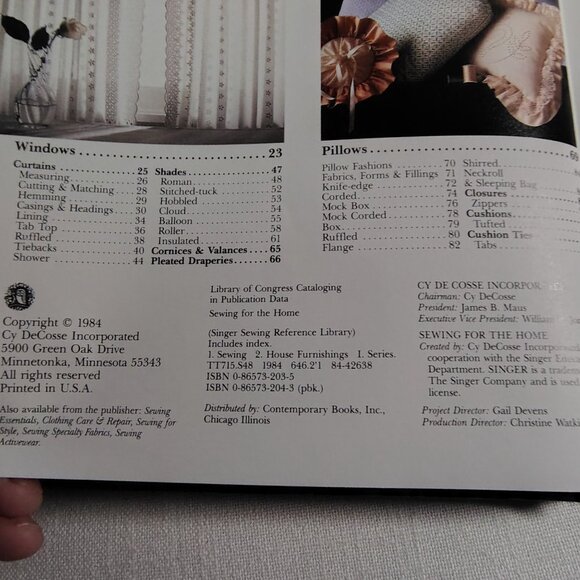 Windows 23
Curtains 25
Measuring 26
Cutting & Matching 28
Hemming 29
Casings & Headings 30
Lining 34
Tab Top 36
Ruffled 38
Tiebacks 40
Shower 44
Shades 47
Roman 48
Stitched-tuck 52
Hobbled 53
Cloud 54
Balloon 55
Roller 58
Insulated 61
Cornices & Valances 65
Pleated Draperies 66
Pillows
Pillow Fashions 70
Fabrics, Forms & Fillings 71
Knife-edge 72
Corded 74
Mock Box 76
Mock Corded 78
Box 79
Ruffled 80
Flange 82
Shirred
Neckroll
& Sleeping Bag
Closures
Zippers
Cushions
Tufted
Cushion Ties
Tabs
Copyright © 1984
Cy DeCosse Incorporated
5900 Green Oak Drive
Minnetonka, Minnesota 55343
All rights reserved
Printed in U.S.A.
Also available from the publisher: Sewing
Essentials, Clothing Care & Repair, Sewing for
Style, Sewing Specialty Fabrics, Sewing
Activewear.
Library of Congress Cataloging
in Publication Data
Sewing for the Home
(Singer Sewing Reference Library)
Includes index.
1. Sewing 2. House Furnishings I. Series.
TT715.S48 1984 646.2'1 84-42638
ISBN 0-86573-203-5
ISBN 0-86573-204-3 (pbk.)
Distributed by: Contemporary Books, Inc.,
Chicago Illinois
CY DE COSSE
Chairman: Cy DeCosse
President: James B. Maus
Executive Vice President:
SEWING FOR THE HOME
Created by: Cy DeCosse
cooperation with the Singer
Department. SINGER is a
The Singer Company and is used
license.
Project Director: Gail Devens
Production Director: Christine